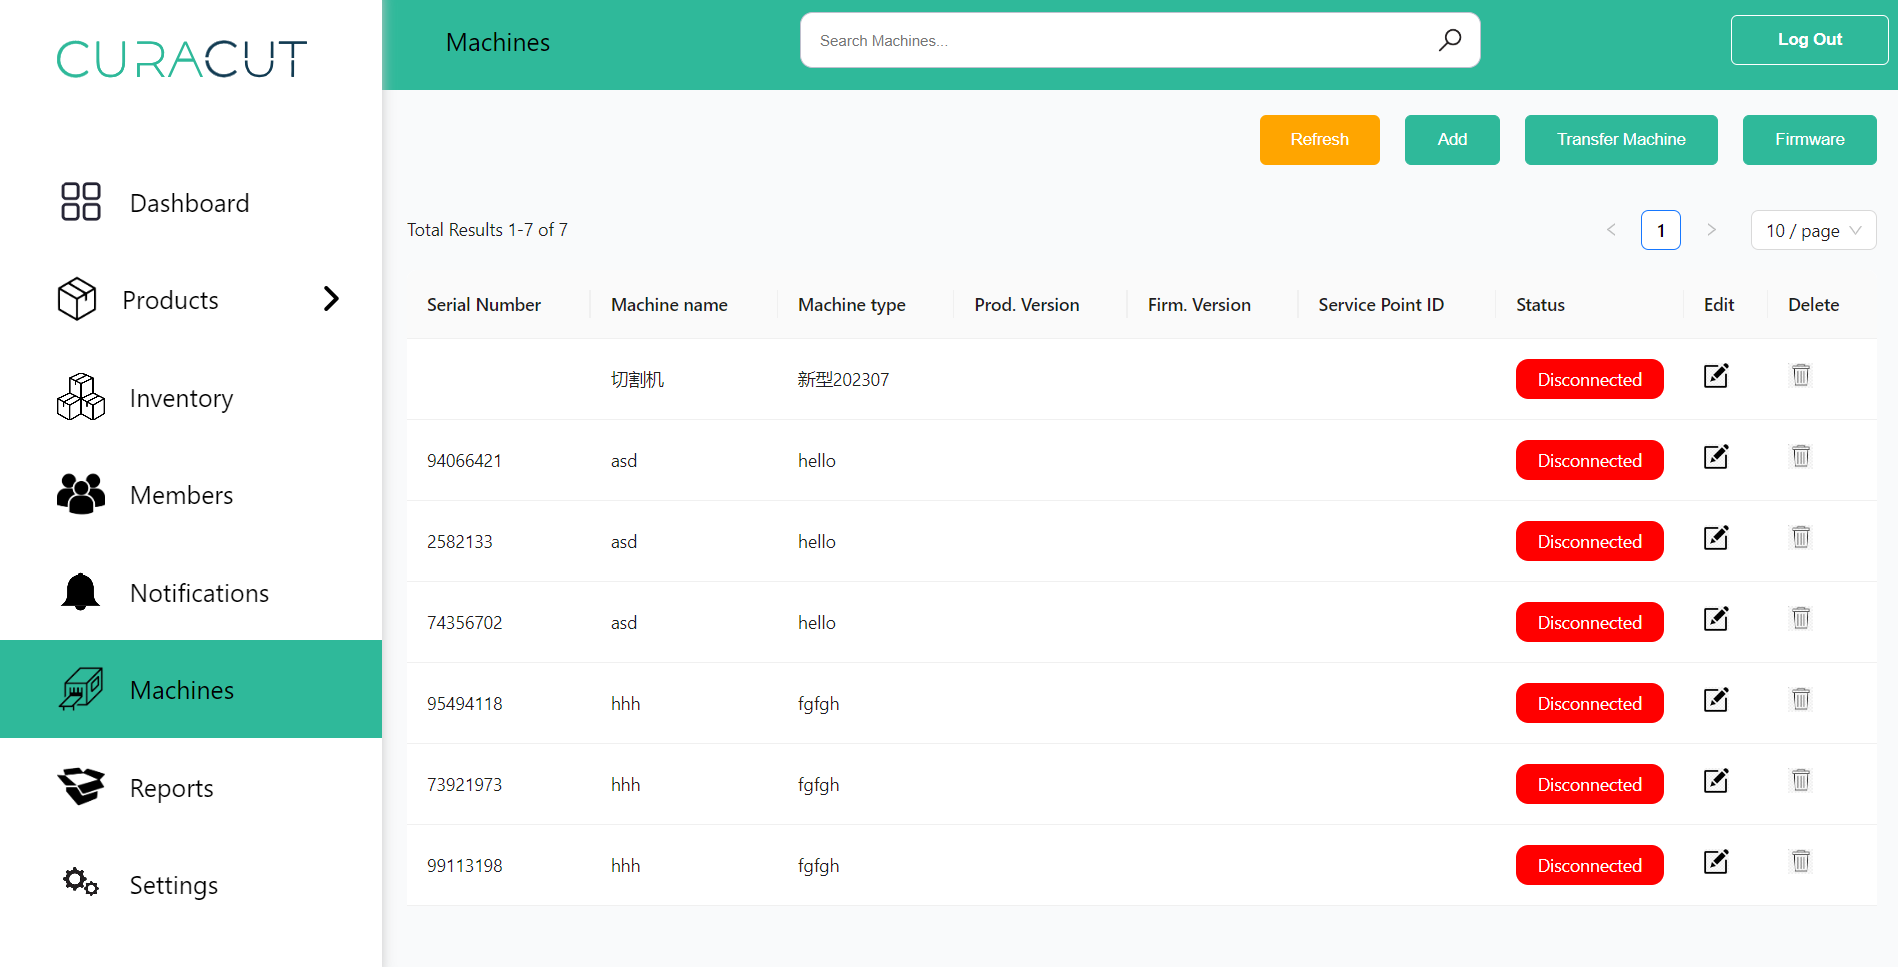 CURACUT
Machines
Search Machines...
Log Out
Refresh
Add
Transfer Machine
Firmware
Dashboard
Products
Inventory
Members
Notifications
Machines
Reports
Settings
Total Results 1-7 of 7
1
10 / page
Serial Number Machine name Machine type Prod. Version Firm. Version Service Point ID Status Edit Delete
切割机 新型202307 Disconnected
94066421 asd hello Disconnected
2582133 asd hello Disconnected
74356702 asd hello Disconnected
95494118 hhh fgfgh Disconnected
73921973 hhh fgfgh Disconnected
99113198 hhh fgfgh Disconnected